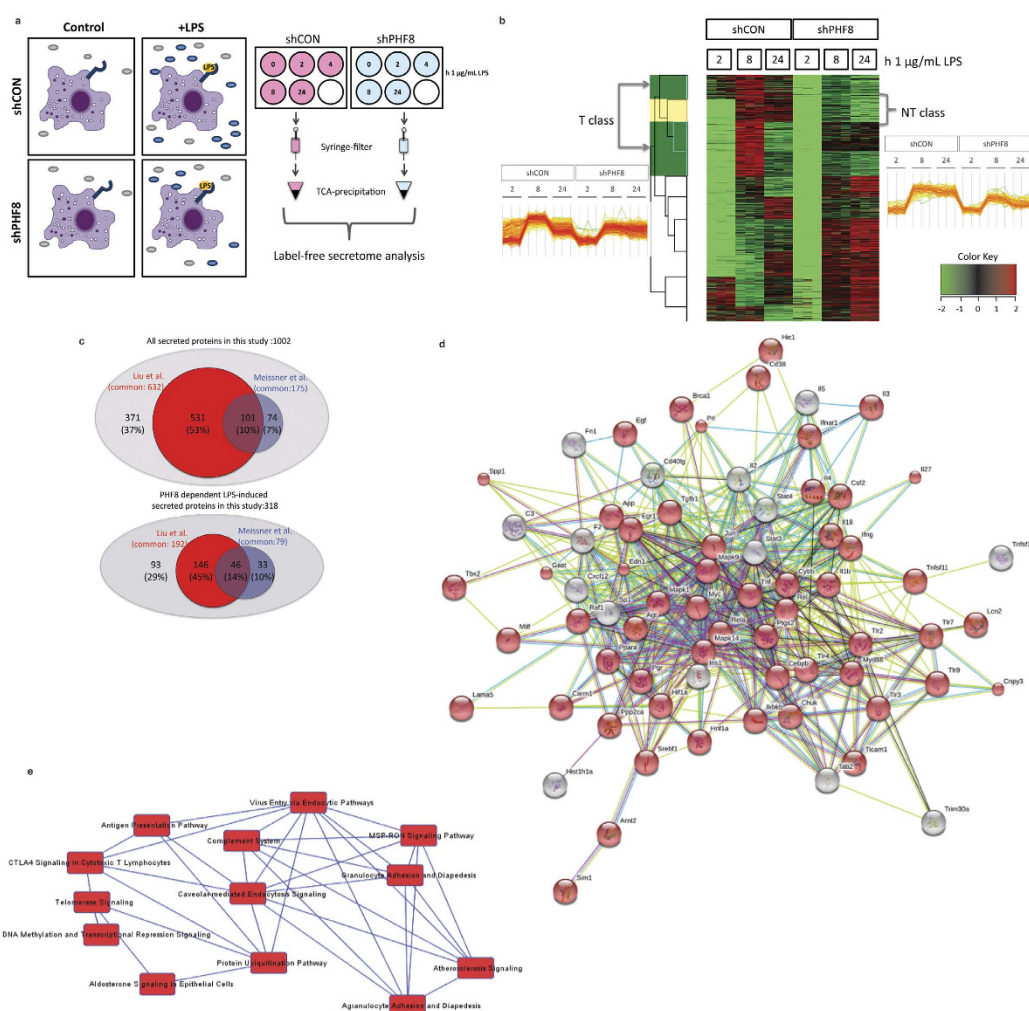 a
Control
+LPS
shCON
shPHF8
LPS
LPS
shCON
shPHF8
0
2
4
0
2
4
h 1 µg/mL LPS
8
24
8
24
Syringe-filter
TCA-precipitation
Label-free secretome analysis
b
shCON
shPHF8
2
8
24
2
8
24
h 1 µg/mL LPS
T class
NT class
shCON
shPHF8
2
8
24
2
8
24
shCON
shPHF8
2
8
24
2
8
24
Color Key
-2
-1
0
1
2
c
All secreted proteins in this study :1002
Liu et al.
(common: 632)
Meissner et al.
(common:175)
371
(37%)
531
(53%)
101
(10%)
74
(7%)
PHF8 dependent LPS-induced
secreted proteins in this study:318
Liu et al.
(common: 192)
Meissner et al.
(common:79)
93
(29%)
146
(45%)
46
(14%)
33
(10%)
d
Hic1
Cd38
Il5
Il3
Brca1
Prl
Ifnar1
Egf
Fn1
Cd40lg
Il2
Il27
Spp1
Il4
Csf2
App
Tgfb1
Stat4
C3
F2
Egr1
Jun
Il18
Stat3
Ifng
Tnfsf1
Mapk9
Gast
Edn1
Cybb
Tnfsf11
Tbx2
Cxcl12
Tnf
Il1b
Mapk1
Myc
Rel
Raf1
Sp1
Agt
Lcn2
Mitf
Rela
Ptgs2
Tlr7
Mapk14
Tlr2
Ppara
Tlr4
Myd88
Pgr
Irs1
Cebpb
Tlr9
Cnpy3
Lama5
Carm1
Hif1a
Tlr3
Ppp2ca
Ikbkb
Chuk
Hnf1a
Srebf1
Ticam1
Hist1h1a
Tab2
Trim30a
Arnt2
Sim1
e
Virus Entry via Endocytic Pathways
Antigen Presentation Pathway
MSP-RON Signaling Pathway
Complement System
CTLA4 Signaling in Cytotoxic T Lymphocytes
Granulocyte Adhesion and Diapedesis
Caveolar-mediated Endocytosis Signaling
Telomerase Signaling
DNA Methylation and Transcriptional Repression Signaling
Protein Ubiquitination Pathway
Atherosclerosis Signaling
Aldosterone Signaling in Epithelial Cells
Agranulocyte Adhesion and Diapedesis